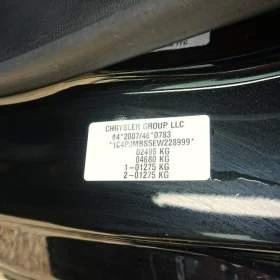 CHRYSLER GROUP LLC
e4*2007/46*0783
*1C4PJMBS5EW228999*
02495 KG
04680 KG
1-01275 KG
2-01275 KG